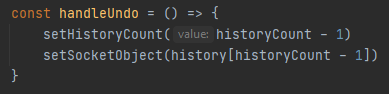 const handleUndo = () => {
    setHistoryCount( value: historyCount - 1)
    setSocketObject(history[historyCount - 1])
}